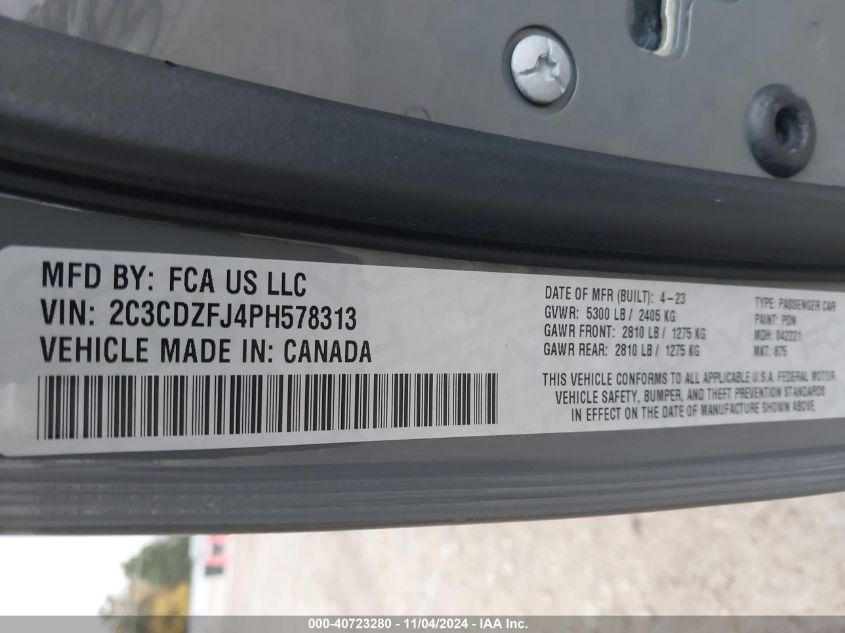 MFD BY: FCA US LLC
VIN: 2C3CDZFJ4PH578313
VEHICLE MADE IN: CANADA
DATE OF MFR (BUILT): 4-23
GVWR: 5300 LB / 2405 KG
GAWR FRONT: 2810 LB / 1275 KG
GAWR REAR: 2810 LB / 1275 KG
TYPE: PASSENGER CAR
PAINT: PDN
MDH: 042221
MKT: 875
THIS VEHICLE CONFORMS TO ALL APPLICABLE U.S.A. FEDERAL MOTOR
VEHICLE SAFETY, BUMPER, AND THEFT PREVENTION STANDARDS
IN EFFECT ON THE DATE OF MANUFACTURE SHOWN ABOVE.
000-40723280 - 11/04/2024 - IAA Inc.